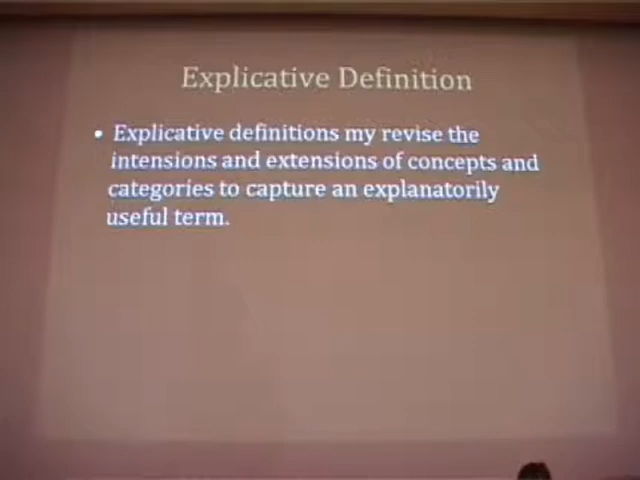 Explicative Definition
• Explicative definitions my revise the
intensions and extensions of concepts and
categories to capture an explanatorily
useful term.